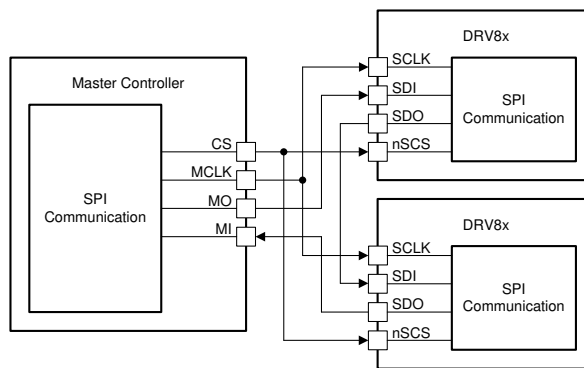 Master Controller
SPI
Communication
CS
MCLK
MO
MI
DRV8x
SCLK
SDI
SDO
nSCS
SPI
Communication
DRV8x
SCLK
SDI
SDO
nSCS
SPI
Communication